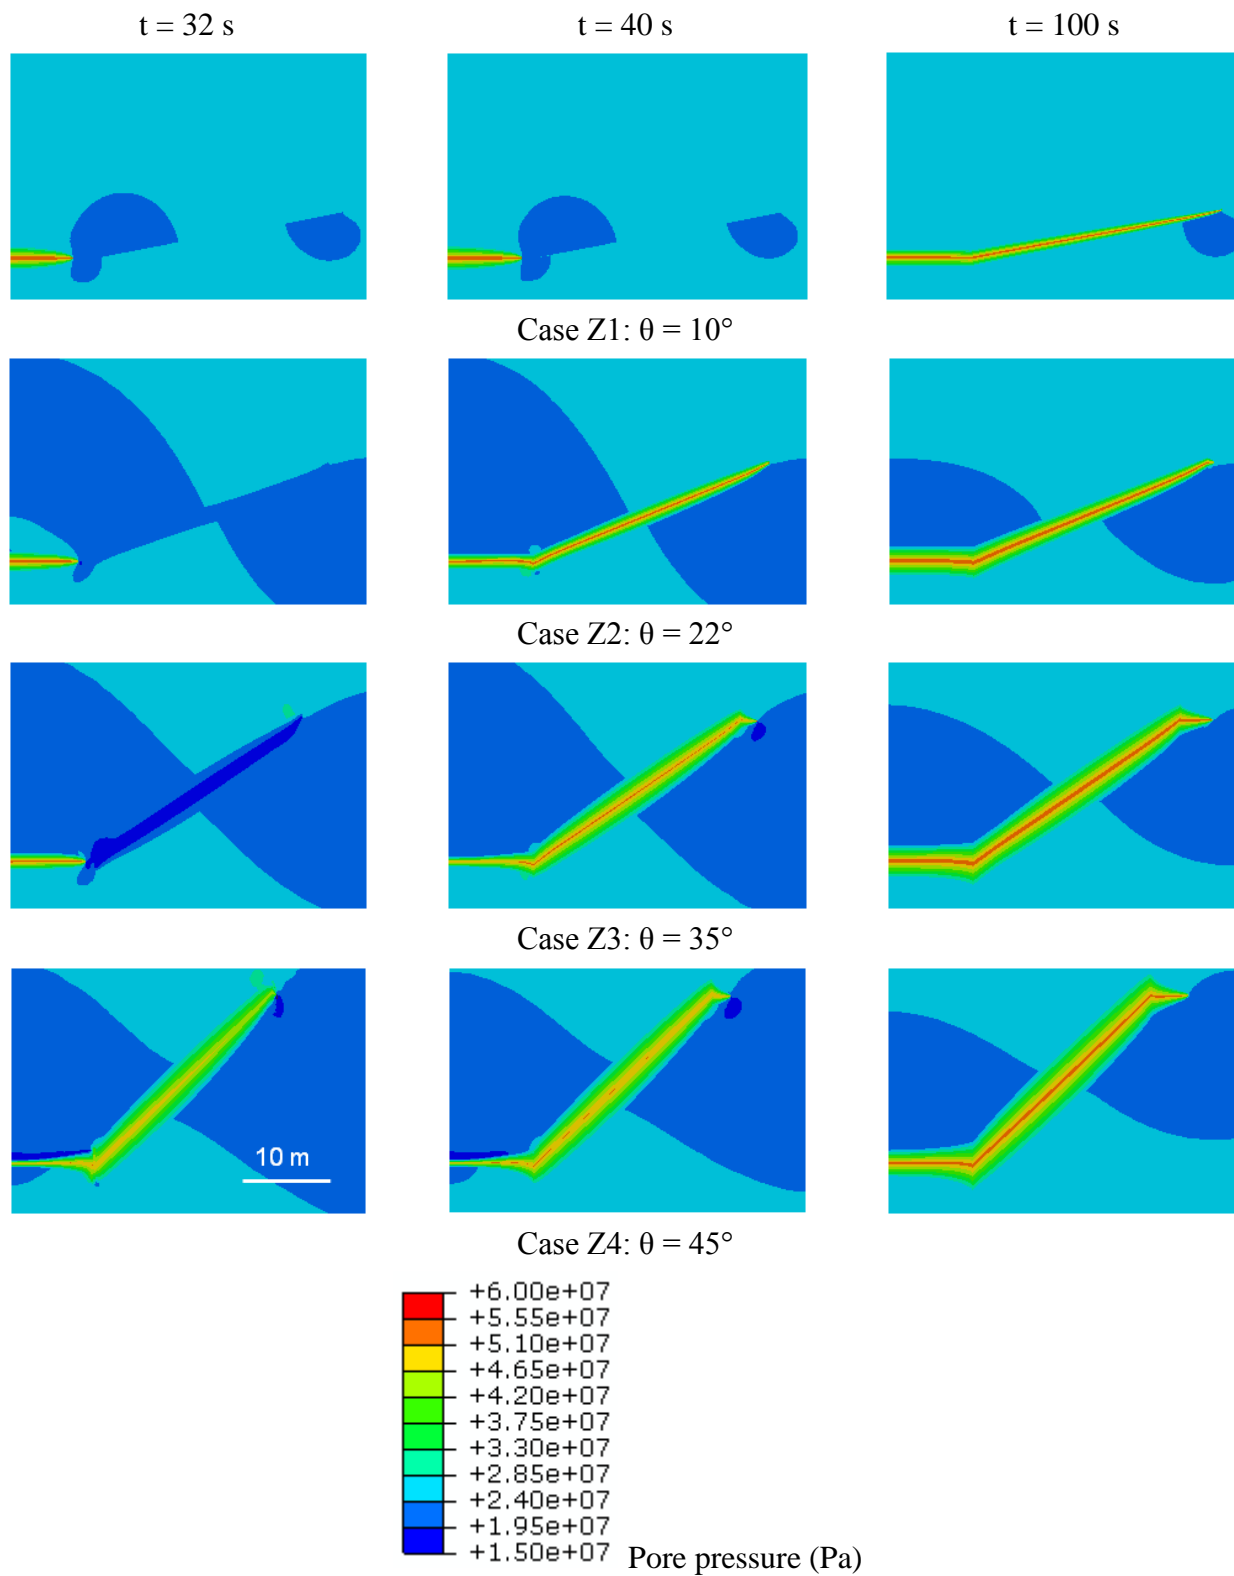 t = 32 s t = 40 s t = 100 s
Case Z1: θ = 10°
Case Z2: θ = 22°
Case Z3: θ = 35°
10 m
Case Z4: θ = 45°
+6.00e+07
+5.55e+07
+5.10e+07
+4.65e+07
+4.20e+07
+3.75e+07
+3.30e+07
+2.85e+07
+2.40e+07
+1.95e+07
+1.50e+07
Pore pressure (Pa)